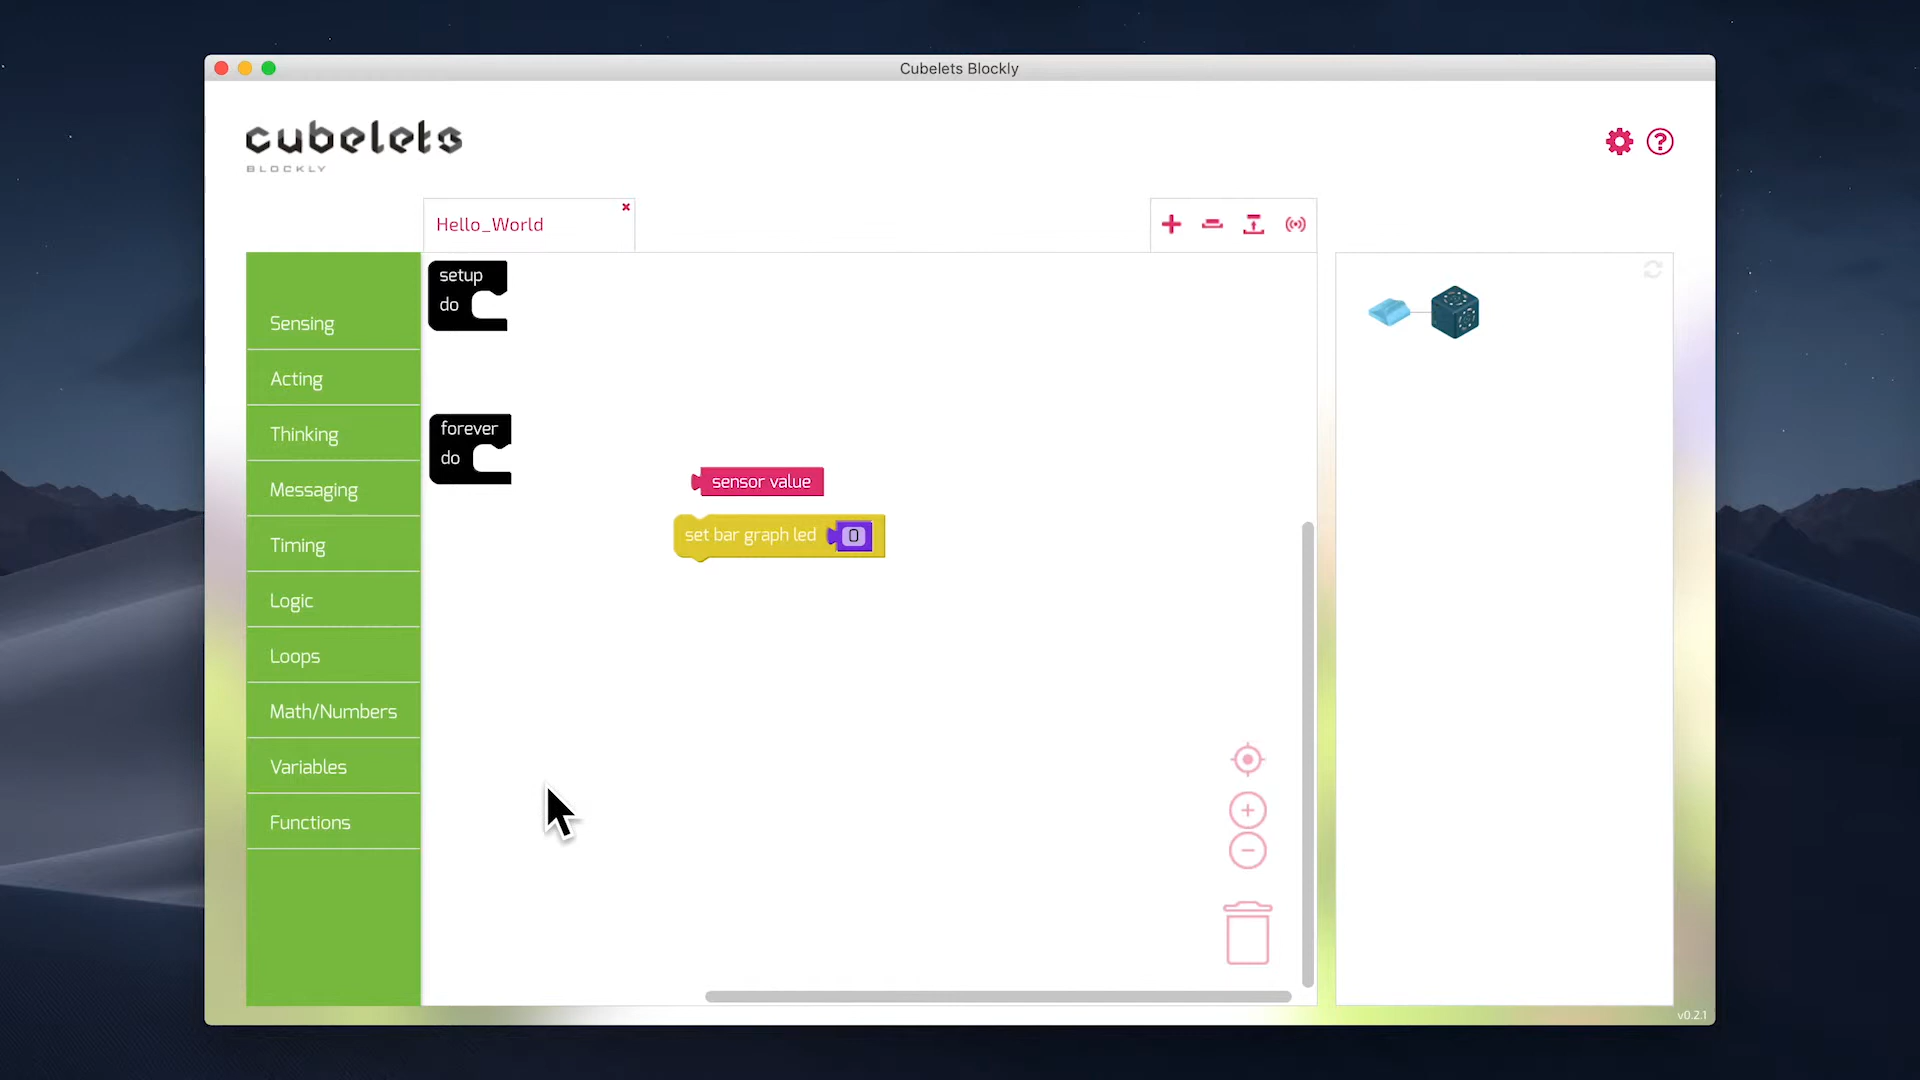 Cubelets Blockly
cubelets
BLOCKLY
Hello_World
setup
do
Sensing
Acting
Thinking
Messaging
Timing
Logic
Loops
Math/Numbers
Variables
Functions
forever
do
sensor value
set bar graph led 0
v0.2.1